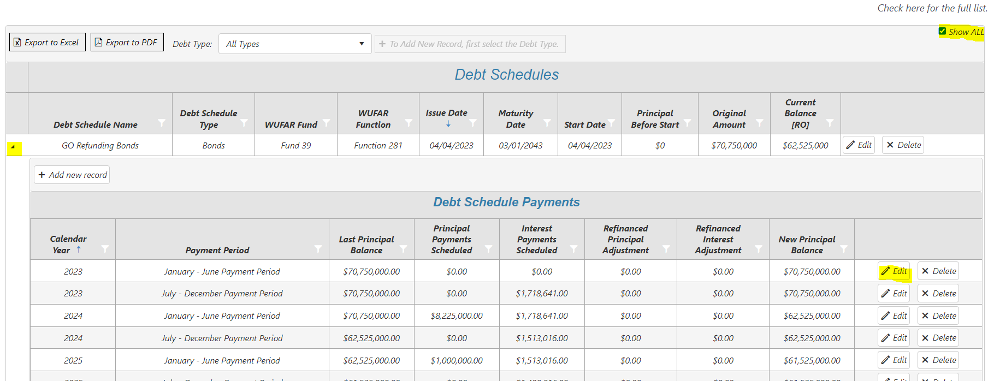 Check here for the full list.
Show ALL
Export to Excel Export to PDF Debt Type: All Types + To Add New Record, first select the Debt Type.
Debt Schedules
Debt Schedule Name Debt Schedule Type WUFAR Fund WUFAR Function Issue Date ↓ Maturity Date Start Date Principal Before Start Original Amount Current Balance [RO]
GO Refunding Bonds Bonds Fund 39 Function 281 04/04/2023 03/01/2043 04/04/2023 $0 $70,750,000 $62,525,000 Edit × Delete
+ Add new record
Debt Schedule Payments
Calendar Year ↑ Payment Period Last Principal Balance Principal Payments Scheduled Interest Payments Scheduled Refinanced Principal Adjustment Refinanced Interest Adjustment New Principal Balance
2023 January - June Payment Period $70,750,000.00 $0.00 $0.00 $0.00 $0.00 $70,750,000.00 Edit × Delete
2023 July - December Payment Period $70,750,000.00 $0.00 $1,718,641.00 $0.00 $0.00 $70,750,000.00 Edit × Delete
2024 January - June Payment Period $70,750,000.00 $8,225,000.00 $1,718,641.00 $0.00 $0.00 $62,525,000.00 Edit × Delete
2024 July - December Payment Period $62,525,000.00 $0.00 $1,513,016.00 $0.00 $0.00 $62,525,000.00 Edit × Delete
2025 January - June Payment Period $62,525,000.00 $1,000,000.00 $1,513,016.00 $0.00 $0.00 $61,525,000.00 Edit × Delete